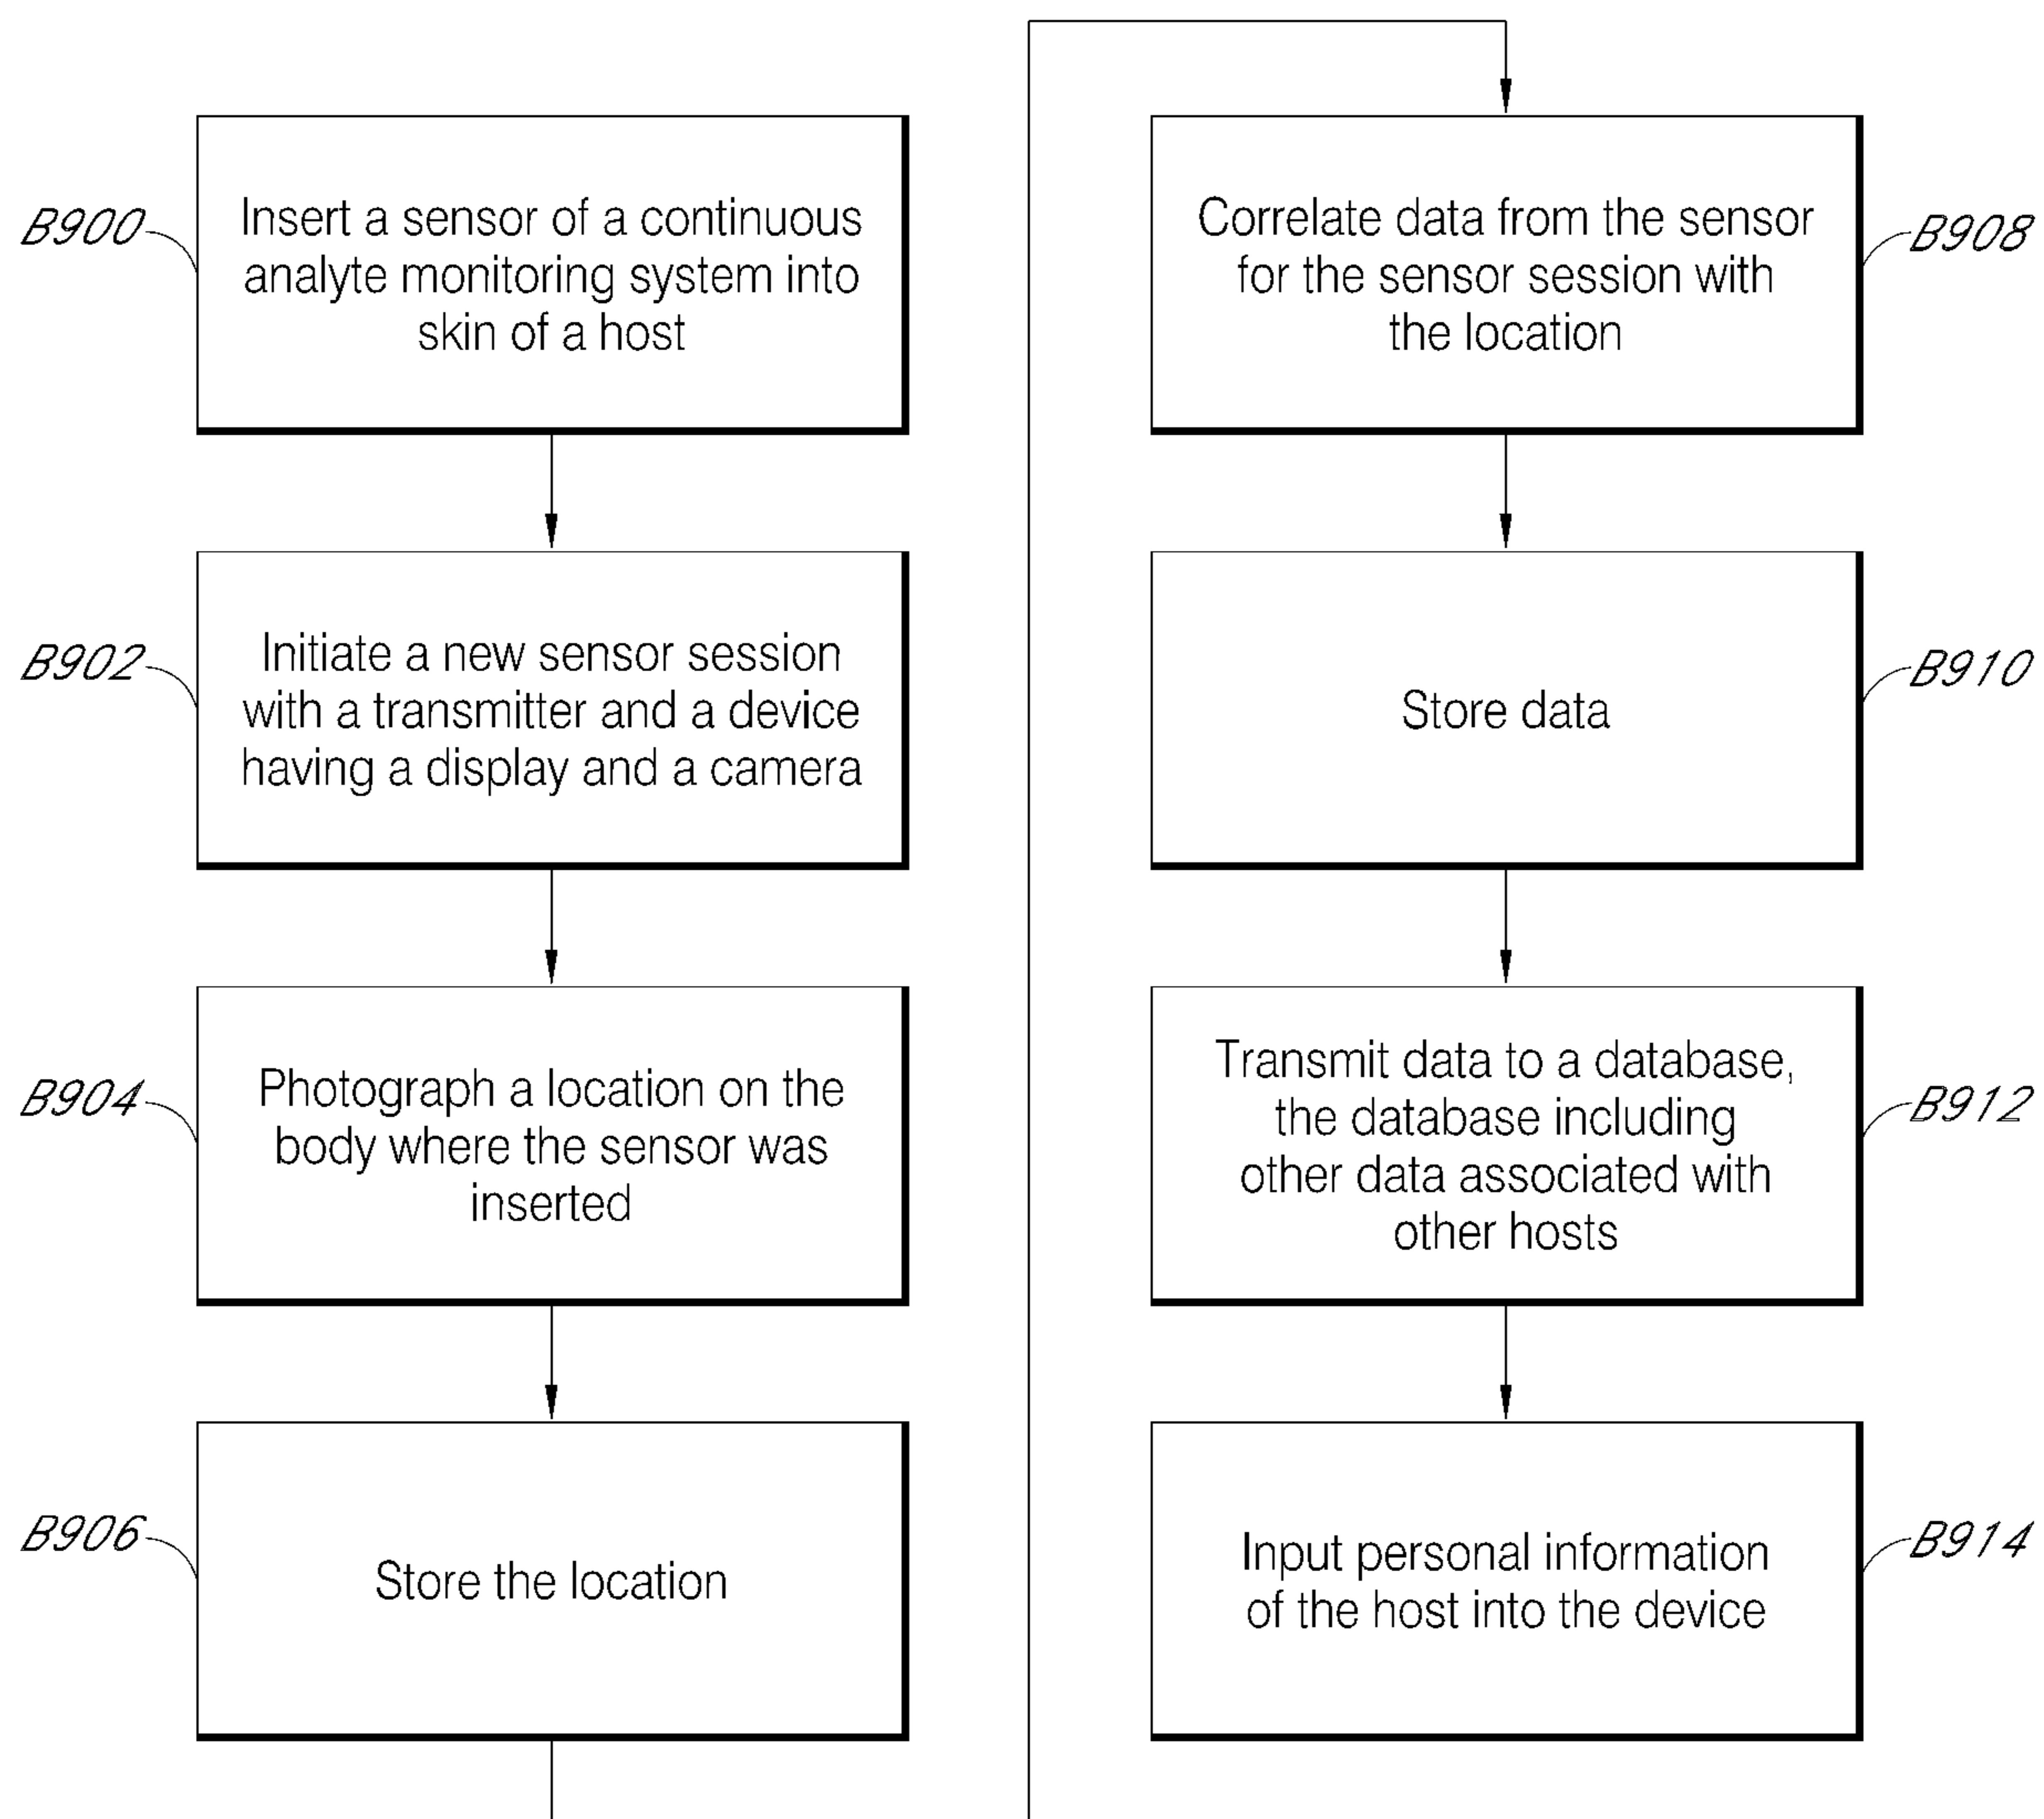 B900
Insert a sensor of a continuous
analyte monitoring system into
skin of a host
B902
Initiate a new sensor session
with a transmitter and a device
having a display and a camera
B904
Photograph a location on the
body where the sensor was
inserted
B906
Store the location
Correlate data from the sensor
for the sensor session with
the location
B908
Store data
B910
Transmit data to a database,
the database including
other data associated with
other hosts
B912
Input personal information
of the host into the device
B914